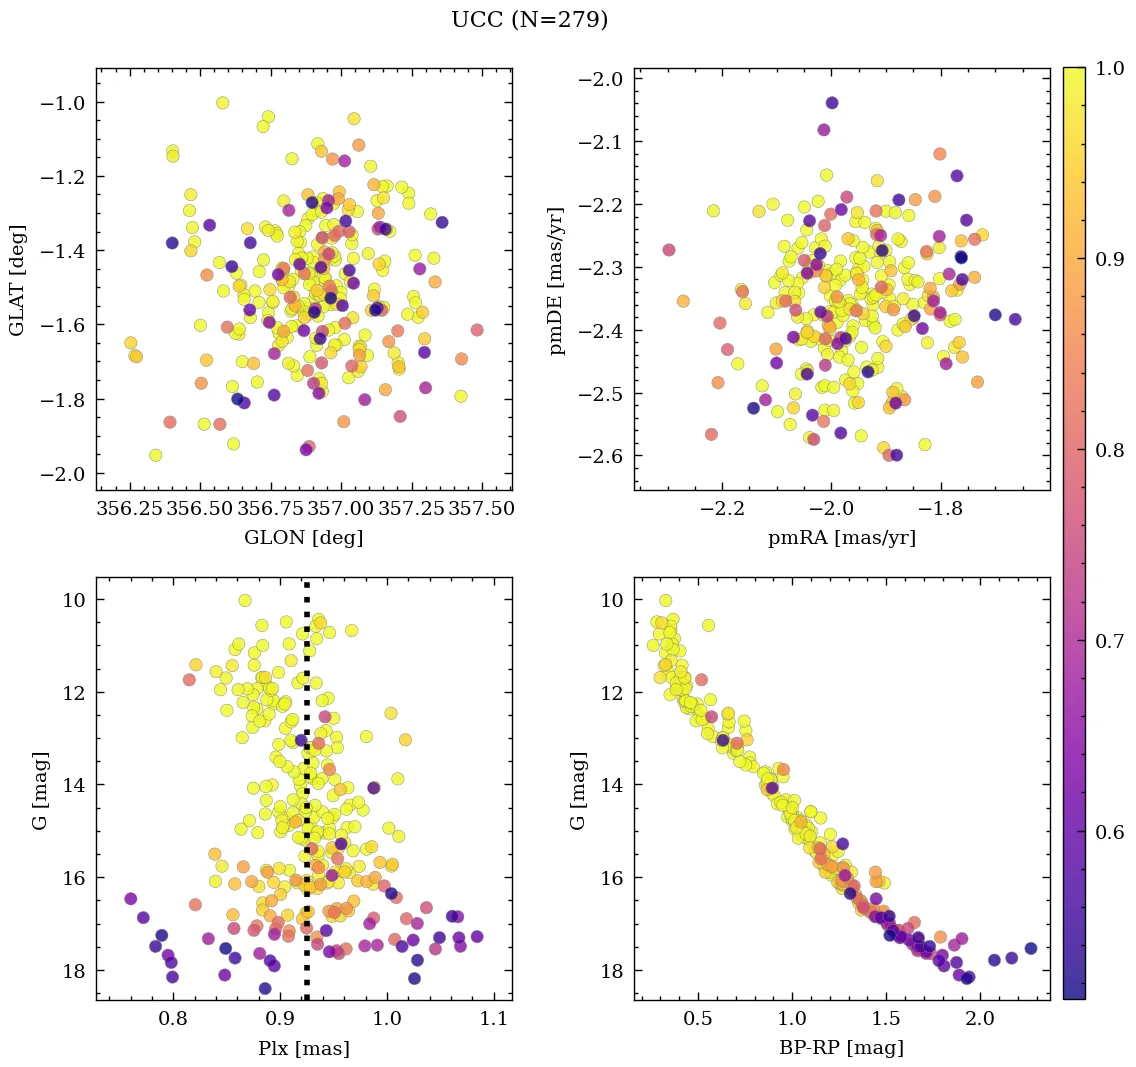 UCC (N=279)
−1.0
−1.2
−1.4
−1.6
−1.8
−2.0
GLAT [deg]
356.25 356.50 356.75 357.00 357.25 357.50
GLON [deg]
−2.0
−2.1
−2.2
−2.3
−2.4
−2.5
−2.6
pmDE [mas/yr]
−2.2 −2.0 −1.8
pmRA [mas/yr]
10
12
14
16
18
G [mag]
0.8 0.9 1.0 1.1
Plx [mas]
10
12
14
16
18
G [mag]
0.5 1.0 1.5 2.0
BP-RP [mag]
1.0
0.9
0.8
0.7
0.6